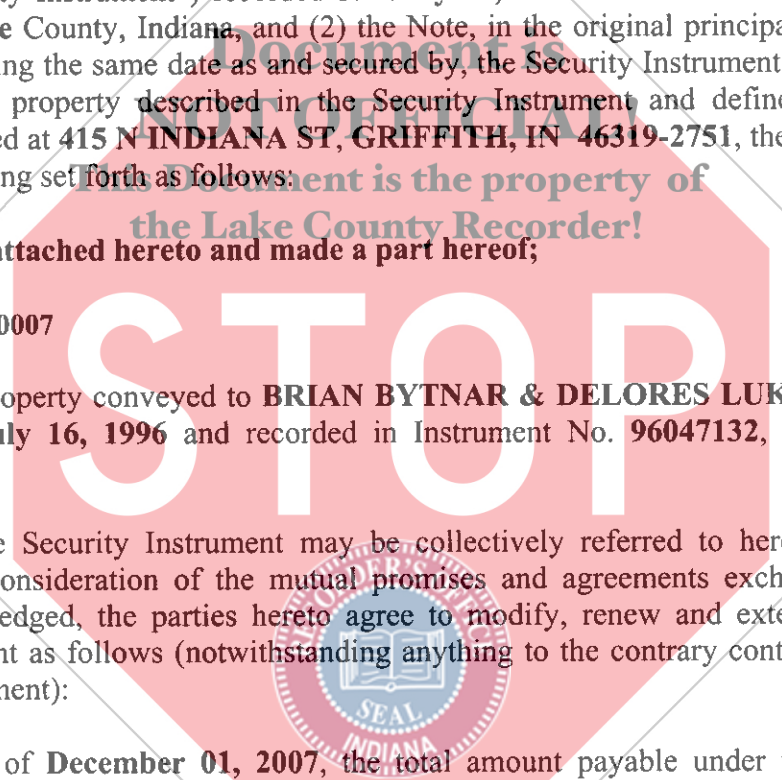 e County, Indiana, and (2) the Note, in the original principa
Document is
ing the same date as and secured by, the Security Instrument
property described in the Security Instrument and define
NOT OFFICIAL!
ed at 415 N INDIANA ST, GRIFFITH, IN 46319-2751, the
ng set forth as follows:
This Document is the property of
the Lake County Recorder!
attached hereto and made a part hereof;
STOP
0007
operty conveyed to BRIAN BYTNAR & DELORES LUK
uly 16, 1996 and recorded in Instrument No. 96047132,
e Security Instrument may be collectively referred to here
onsideration of the mutual promises and agreements exch
ledged, the parties hereto agree to modify, renew and exte
nt as follows (notwithstanding anything to the contrary cont
ment):
SEAL
INDIANA
of December 01, 2007, the total amount payable under